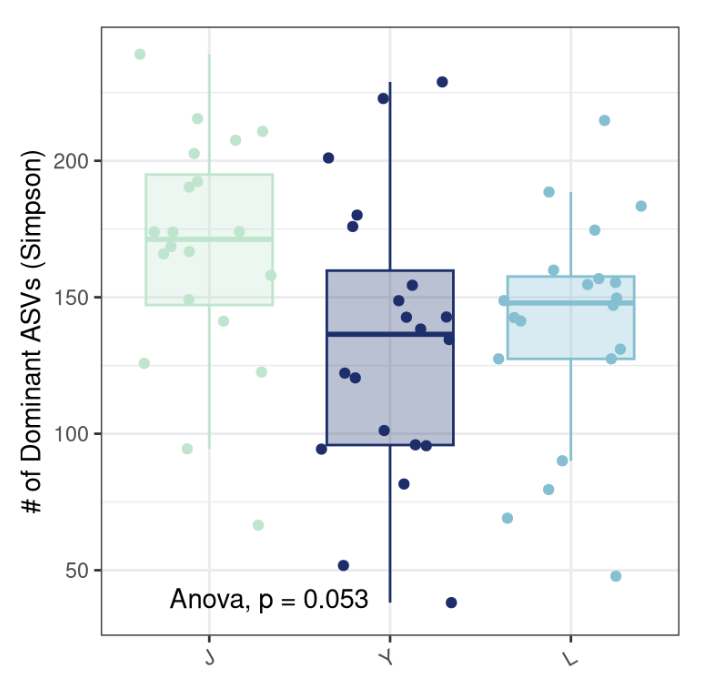 # of Dominant ASVs (Simpson)
200
150
100
50
Anova, p = 0.053
J
Y
L